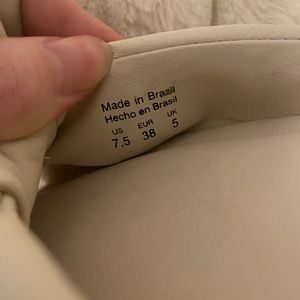 Made in Brazil
Hecho en Brasil
US EUR UK
7,5 38 5